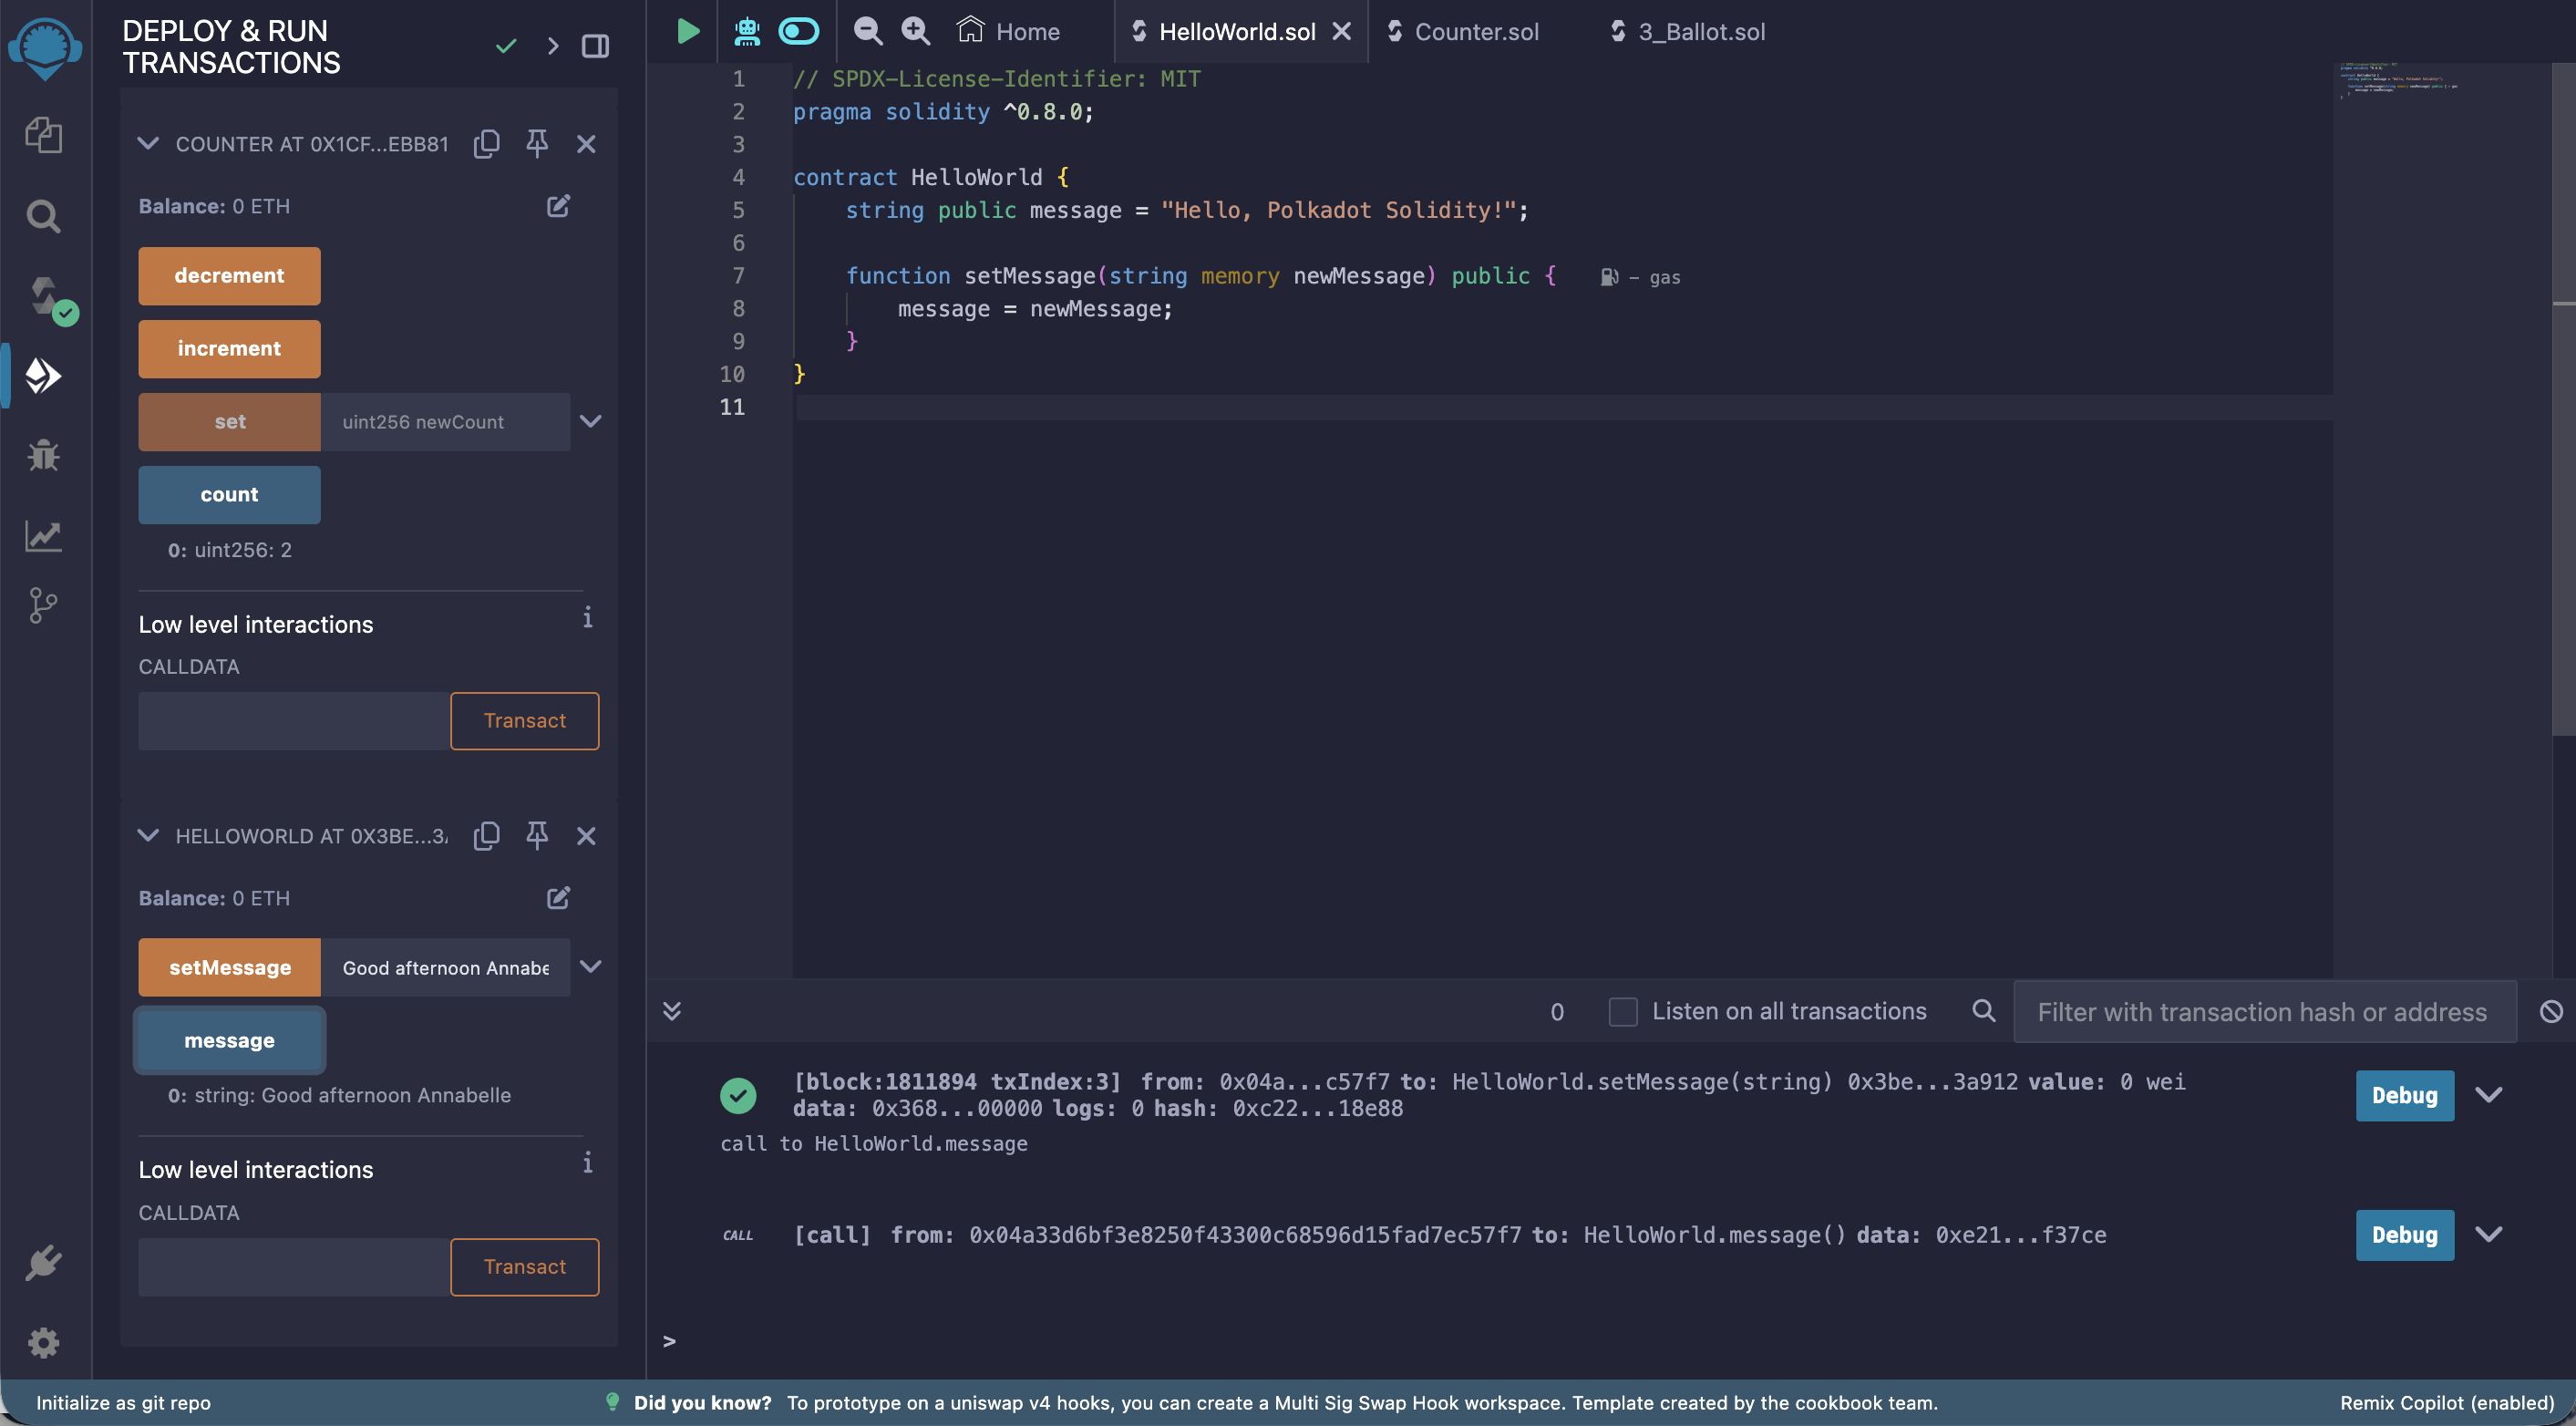 DEPLOY & RUN
TRANSACTIONS
COUNTER AT 0X1CF...EBB81
Balance: 0 ETH
decrement
increment
set
uint256 newCount
count
0: uint256: 2
Low level interactions
i
CALLDATA
Transact
HELLOWORLD AT 0X3BE...3
Balance: 0 ETH
setMessage
Good afternoon Annabe
message
0: string: Good afternoon Annabelle
Low level interactions
i
CALLDATA
Transact
Home
HelloWorld.sol
Counter.sol
3_Ballot.sol
1 // SPDX-License-Identifier: MIT
2 pragma solidity ^0.8.0;
3
4 contract HelloWorld {
5 string public message = "Hello, Polkadot Solidity!";
6
7 function setMessage(string memory newMessage) public { - gas
8 message = newMessage;
9 }
10 }
11
0
Listen on all transactions
Filter with transaction hash or address
[block:1811894 txIndex:3] from: 0x04a...c57f7 to: HelloWorld.setMessage(string) 0x3be...3a912 value: 0 wei
data: 0x368...00000 logs: 0 hash: 0xc22...18e88
Debug
call to HelloWorld.message
CALL [call] from: 0x04a33d6bf3e8250f43300c68596d15fad7ec57f7 to: HelloWorld.message() data: 0xe21...f37ce
Debug
>
Initialize as git repo
Did you know? To prototype on a uniswap v4 hooks, you can create a Multi Sig Swap Hook workspace. Template created by the cookbook team.
Remix Copilot (enabled)